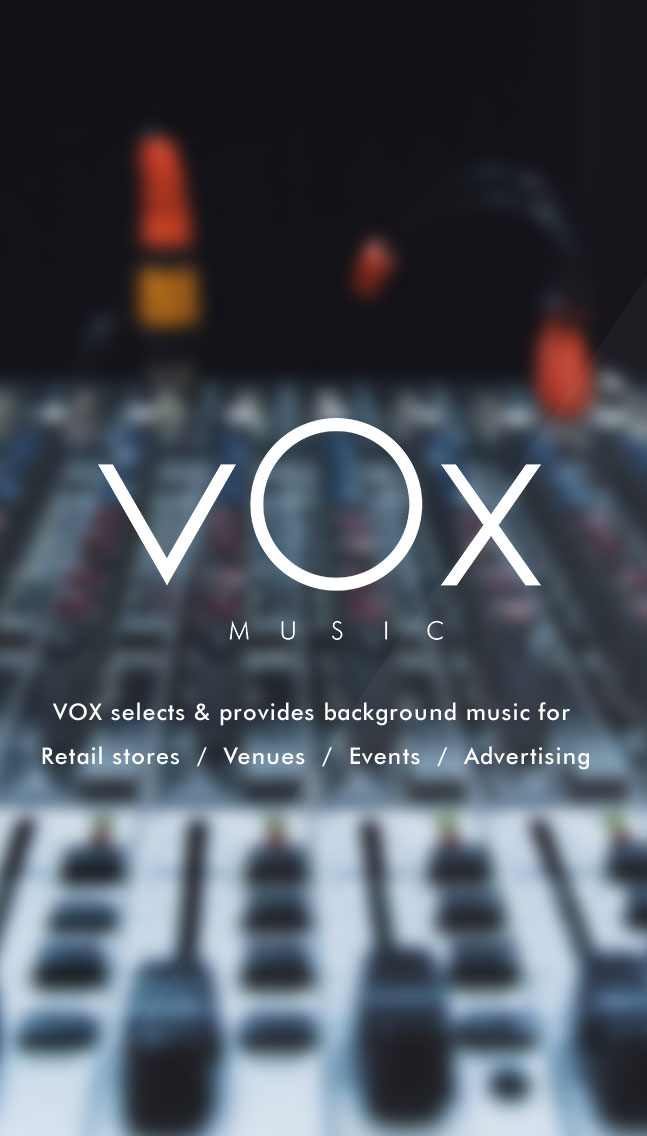 VOX
MUSIC
VOX selects & provides background music for
Retail stores / Venues / Events / Advertising